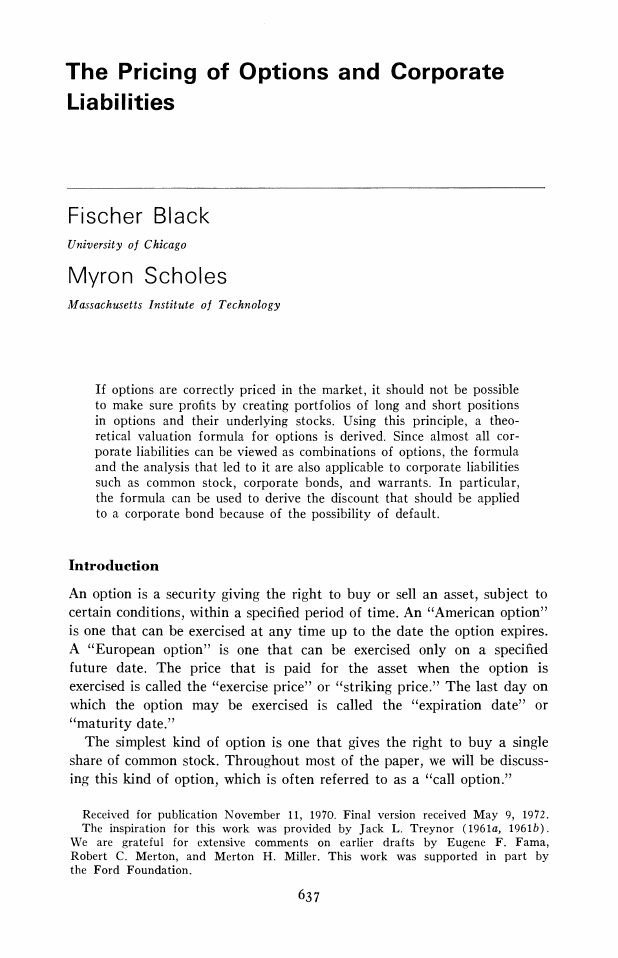 The Pricing of Options and Corporate
Liabilities
Fischer Black
University of Chicago
Myron Scholes
Massachusetts Institute of Technology
If options are correctly priced in the market, it should not be possible
to make sure profits by creating portfolios of long and short positions
in options and their underlying stocks. Using this principle, a theo-
retical valuation formula for options is derived. Since almost all cor-
porate liabilities can be viewed as combinations of options, the formula
and the analysis that led to it are also applicable to corporate liabilities
such as common stock, corporate bonds, and warrants. In particular,
the formula can be used to derive the discount that should be applied
to a corporate bond because of the possibility of default.
Introduction
An option is a security giving the right to buy or sell an asset, subject to
certain conditions, within a specified period of time. An “American option”
is one that can be exercised at any time up to the date the option expires.
A “European option” is one that can be exercised only on a specified
future date. The price that is paid for the asset when the option is
exercised is called the “exercise price” or “striking price.” The last day on
which the option may be exercised is called the “expiration date” or
“maturity date.”
The simplest kind of option is one that gives the right to buy a single
share of common stock. Throughout most of the paper, we will be discuss-
ing this kind of option, which is often referred to as a “call option.”
Received for publication November 11, 1970. Final version received May 9, 1972.
The inspiration for this work was provided by Jack L. Treynor (1961a, 1961b).
We are grateful for extensive comments on earlier drafts by Eugene F. Fama,
Robert C. Merton, and Merton H. Miller. This work was supported in part by
the Ford Foundation.
637